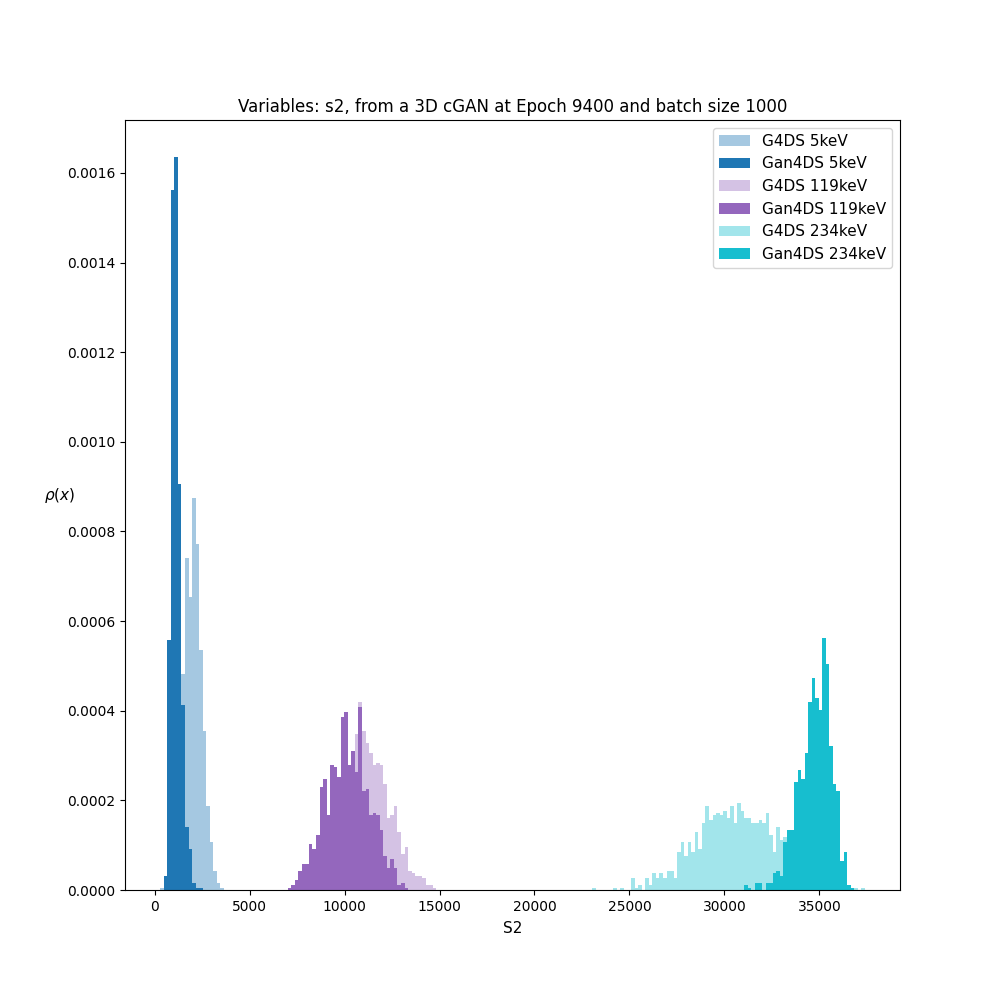 Variables: s2, from a 3D cGAN at Epoch 9400 and batch size 1000
G4DS 5keV
Gan4DS 5keV
G4DS 119keV
Gan4DS 119keV
G4DS 234keV
Gan4DS 234keV
0.0016
0.0014
0.0012
0.0010
ρ(x)
0.0008
0.0006
0.0004
0.0002
0.0000
0 5000 10000 15000 20000 25000 30000 35000
S2